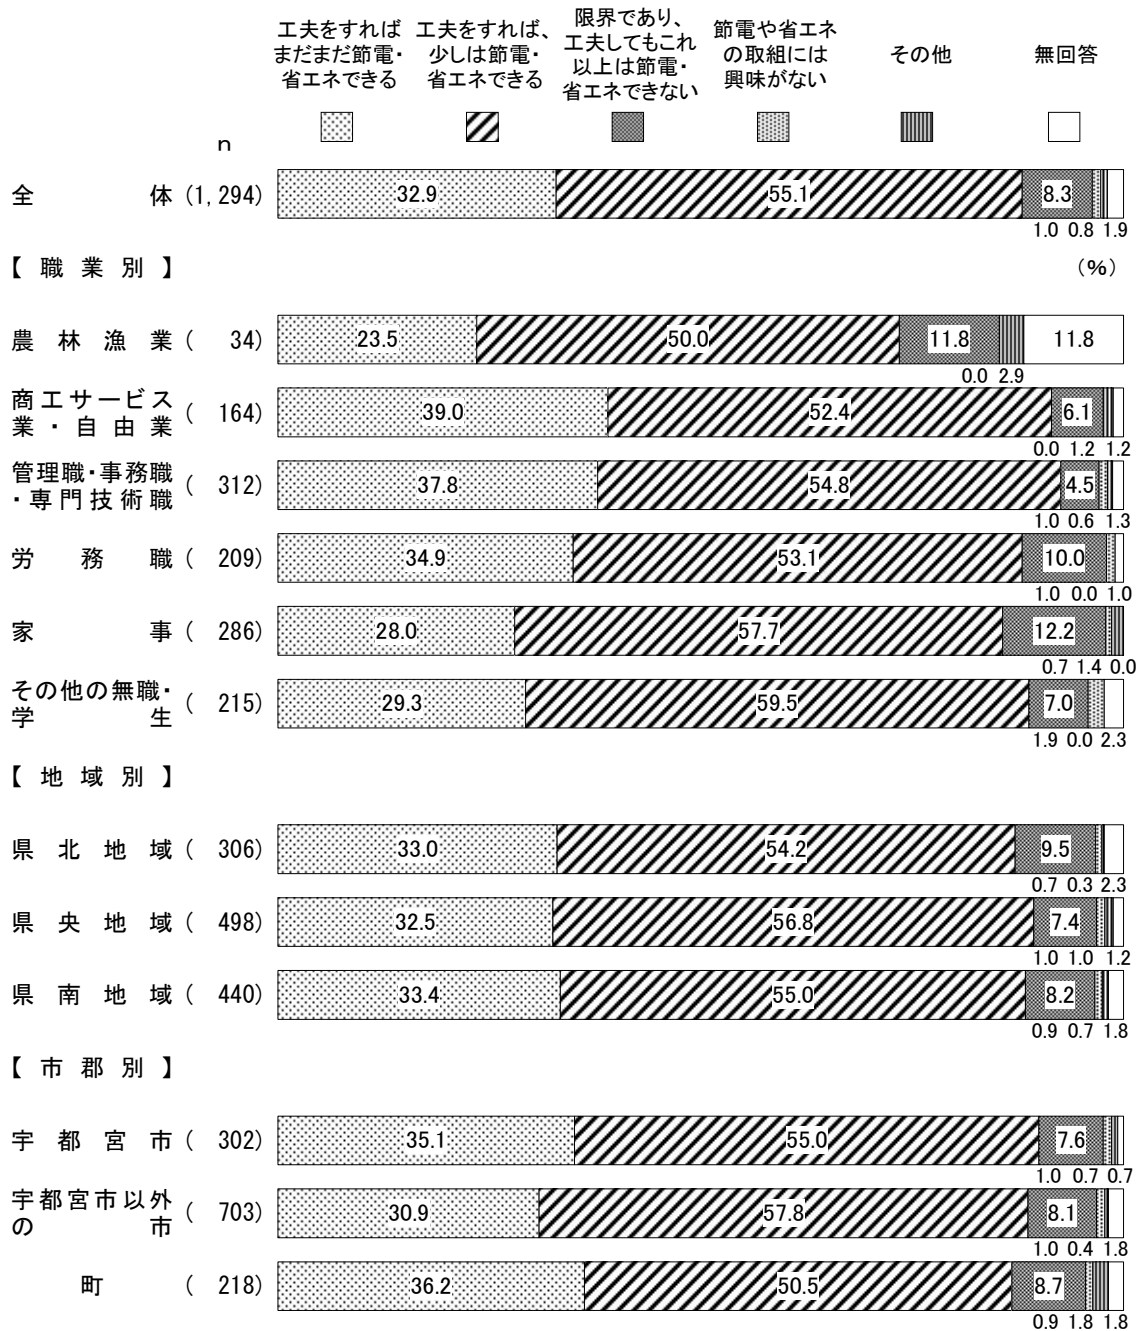 工夫をすれば
まだまだ節電・
省エネできる
工夫をすれば、
少しは節電・
省エネできる
限界であり、
工夫してもこれ
以上は節電・
省エネできない
節電や省エネ
の取組には
興味がない
その他
無回答
n
全体 (1,294) 32.9 55.1 8.3
1.0 0.8 1.9
【職業別】 (%)
農林漁業 ( 34) 23.5 50.0 11.8 11.8
0.0 2.9
商工サービス
業・自由業 ( 164) 39.0 52.4 6.1
0.0 1.2 1.2
管理職・事務職
・専門技術職 ( 312) 37.8 54.8 4.5
1.0 0.6 1.3
労務職 ( 209) 34.9 53.1 10.0
1.0 0.0 1.0
家事 ( 286) 28.0 57.7 12.2
0.7 1.4 0.0
その他の無職・
学生 ( 215) 29.3 59.5 7.0
1.9 0.0 2.3
【地域別】
県北地域 ( 306) 33.0 54.2 9.5
0.7 0.3 2.3
県央地域 ( 498) 32.5 56.8 7.4
1.0 1.0 1.2
県南地域 ( 440) 33.4 55.0 8.2
0.9 0.7 1.8
【市郡別】
宇都宮市 ( 302) 35.1 55.0 7.6
1.0 0.7 0.7
宇都宮市以外
の市 ( 703) 30.9 57.8 8.1
1.0 0.4 1.8
町 ( 218) 36.2 50.5 8.7
0.9 1.8 1.8